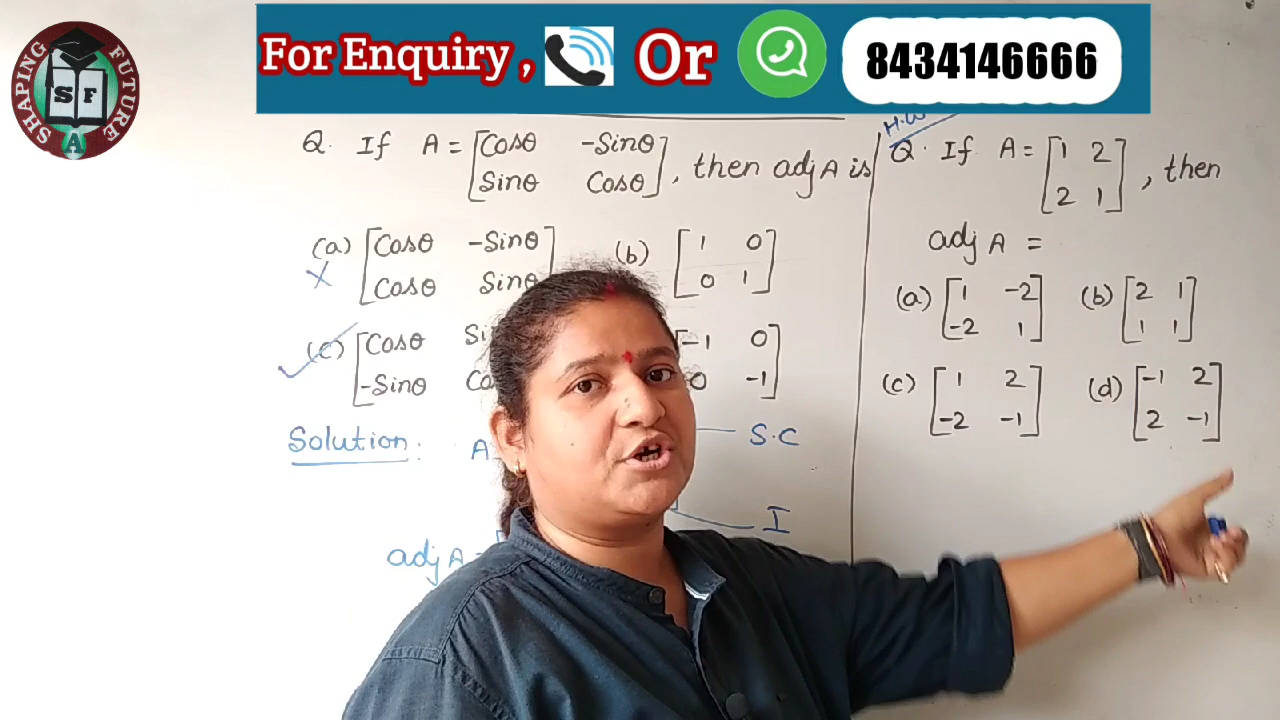 For Enquiry , Or 8434146666
SHAPING FUTURE
S F
A
Q. If A = [Cosθ -Sinθ
Sinθ Cosθ], then adj A is
(a) [Cosθ -Sinθ
Cosθ Sinθ]
(b) [1 0
0 1]
(c) [Cosθ
-Sinθ
-1 0
0 -1]
Solution :
A
S.C
I
adj A =
H.W
Q. If A = [1 2
2 1], then
adj A =
(a) [1 -2
-2 1]
(b) [2 1
1 1]
(c) [1 2
-2 -1]
(d) [-1 2
2 -1]